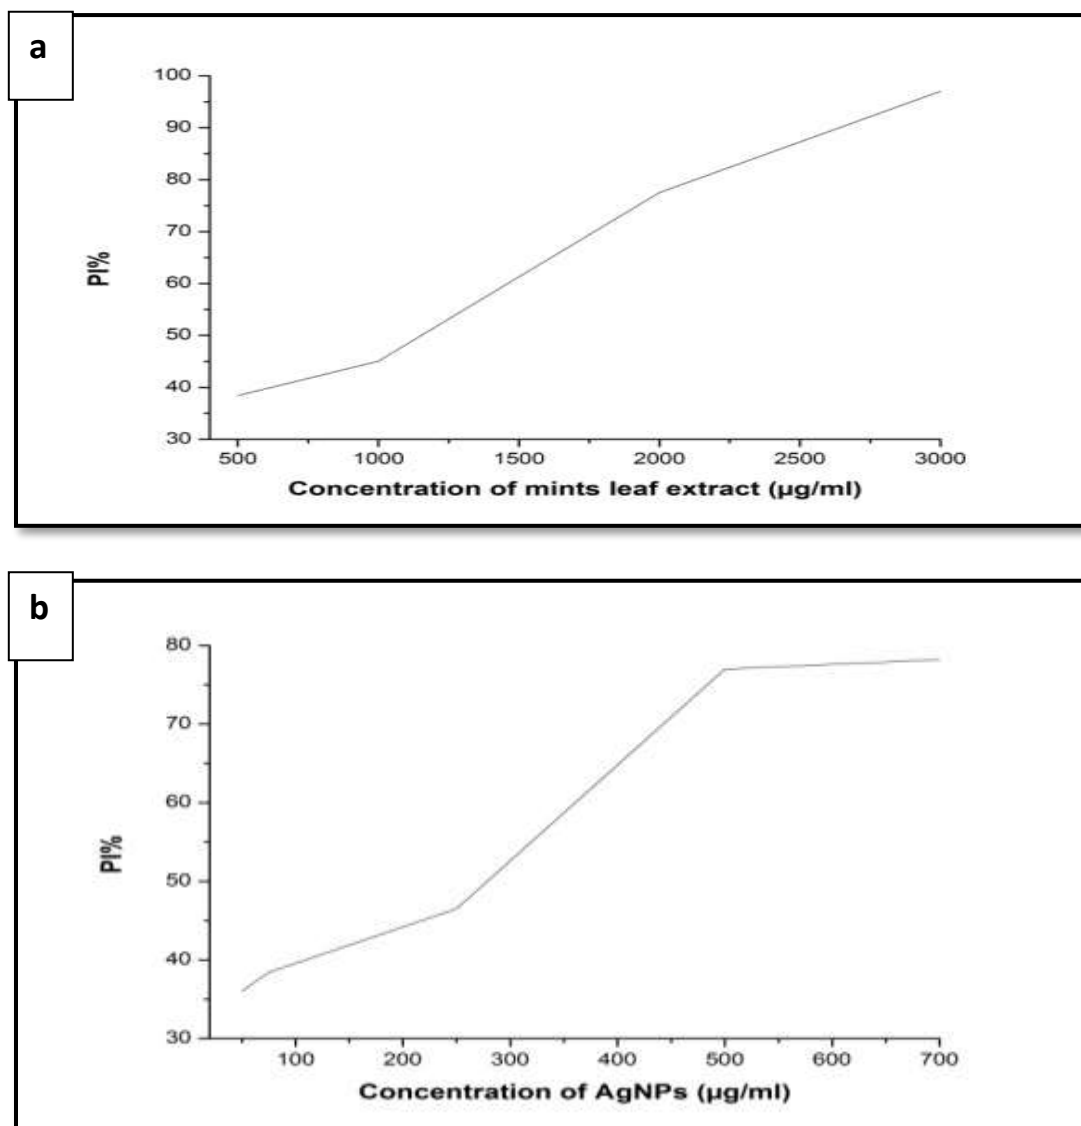 a
100
90
80
70
60
50
40
30
PI%
500 1000 1500 2000 2500 3000
Concentration of mints leaf extract (µg/ml)
b
80
70
60
50
40
30
PI%
100 200 300 400 500 600 700
Concentration of AgNPs (µg/ml)